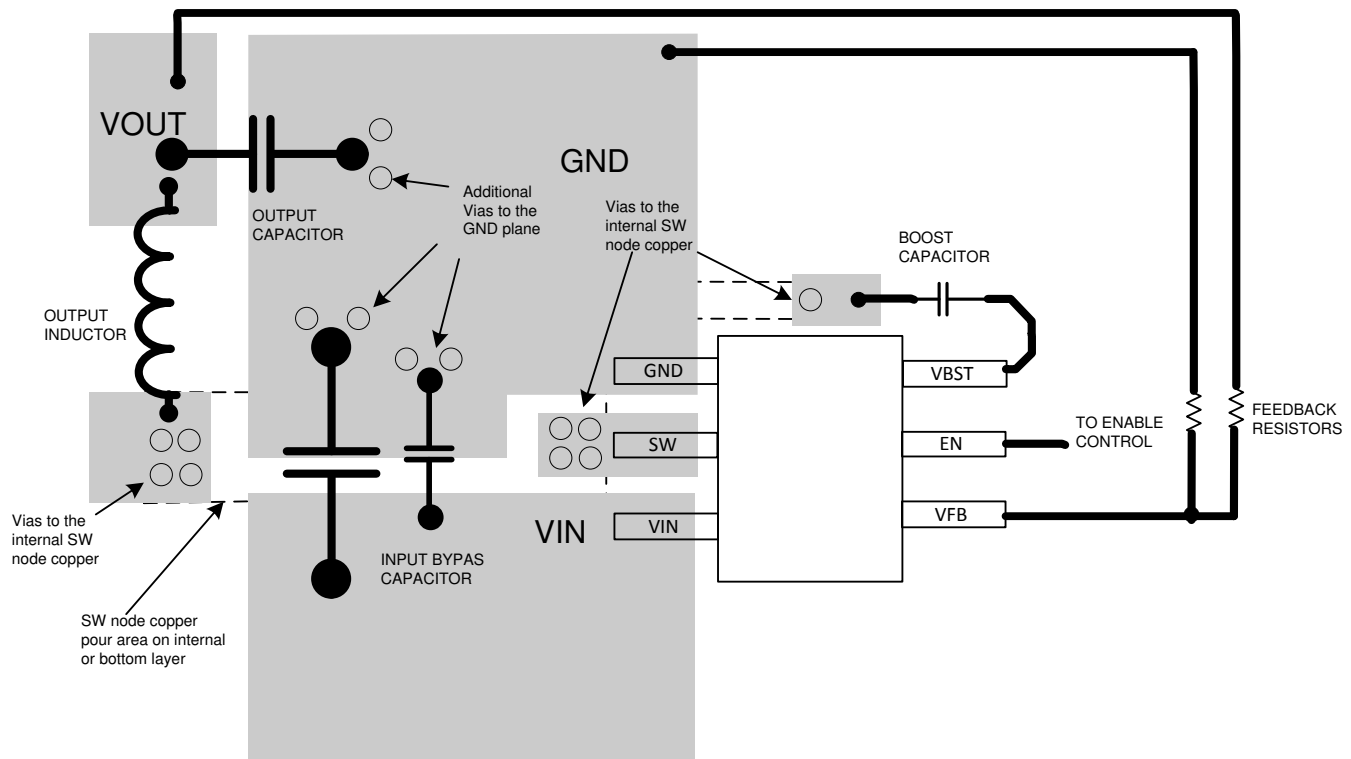 VOUT
GND
OUTPUT
CAPACITOR
Additional
Vias to the
GND plane
Vias to the
internal SW
node copper
BOOST
CAPACITOR
OUTPUT
INDUCTOR
GND
VBST
SW
EN
TO ENABLE
CONTROL
FEEDBACK
RESISTORS
VIN
VIN
VFB
Vias to the
internal SW
node copper
INPUT BYPAS
CAPACITOR
SW node copper
pour area on internal
or bottom layer